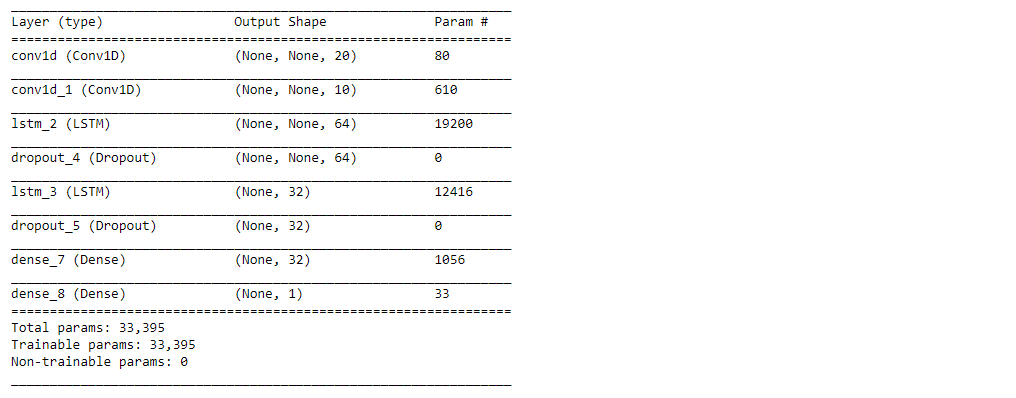 Layer (type) Output Shape Param #
conv1d (Conv1D) (None, None, 20) 80
conv1d_1 (Conv1D) (None, None, 10) 610
lstm_2 (LSTM) (None, None, 64) 19200
dropout_4 (Dropout) (None, None, 64) 0
lstm_3 (LSTM) (None, 32) 12416
dropout_5 (Dropout) (None, 32) 0
dense_7 (Dense) (None, 32) 1056
dense_8 (Dense) (None, 1) 33
Total params: 33,395
Trainable params: 33,395
Non-trainable params: 0